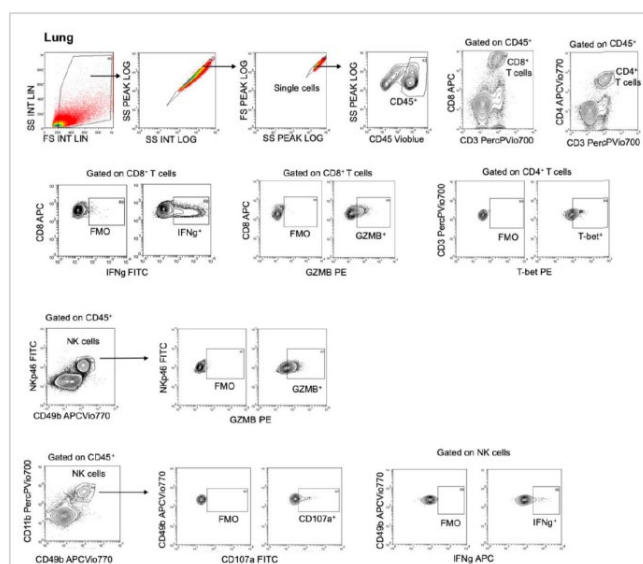 Lung
Gated on CD45⁺
Gated on CD45⁺
SS INT LIN
FS INT LIN
SS PEAK LOG
SS INT LOG
FS PEAK LOG
Single cells
SS PEAK LOG
SS PEAK LOG
CD45⁺
CD45 Vioblue
CD8 APC
CD8⁺
T cells
CD3 PercPVio700
CD4 APCVio770
CD4⁺
T cells
CD3 PercPVio700
Gated on CD8⁺ T cells
Gated on CD8⁺ T cells
Gated on CD4⁺ T cells
CD8 APC
FMO
IFNg⁺
IFNg FITC
CD8 APC
FMO
GZMB⁺
GZMB PE
CD3 PercPVio700
FMO
T-bet⁺
T-bet PE
Gated on CD45⁺
NKp46 FITC
NK cells
CD49b APCVio770
NKp46 FITC
FMO
GZMB⁺
GZMB PE
Gated on CD45⁺
Gated on NK cells
CD11b PercPVio700
NK cells
CD49b APCVio770
CD49b APCVio770
FMO
CD107a⁺
CD107a FITC
CD49b APCVio770
FMO
IFNg⁺
IFNg APC